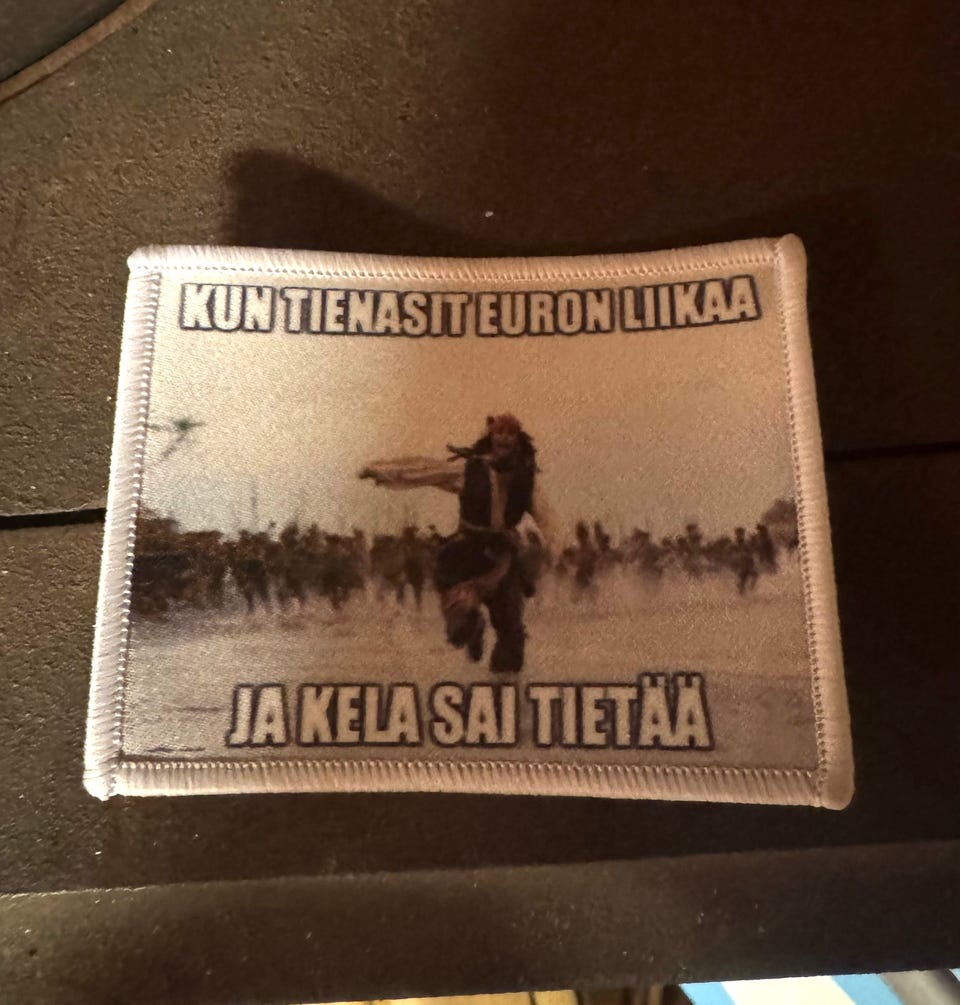 KUN TIENASIT EURON LIIKAA
JA KELA SAI TIETÄÄ